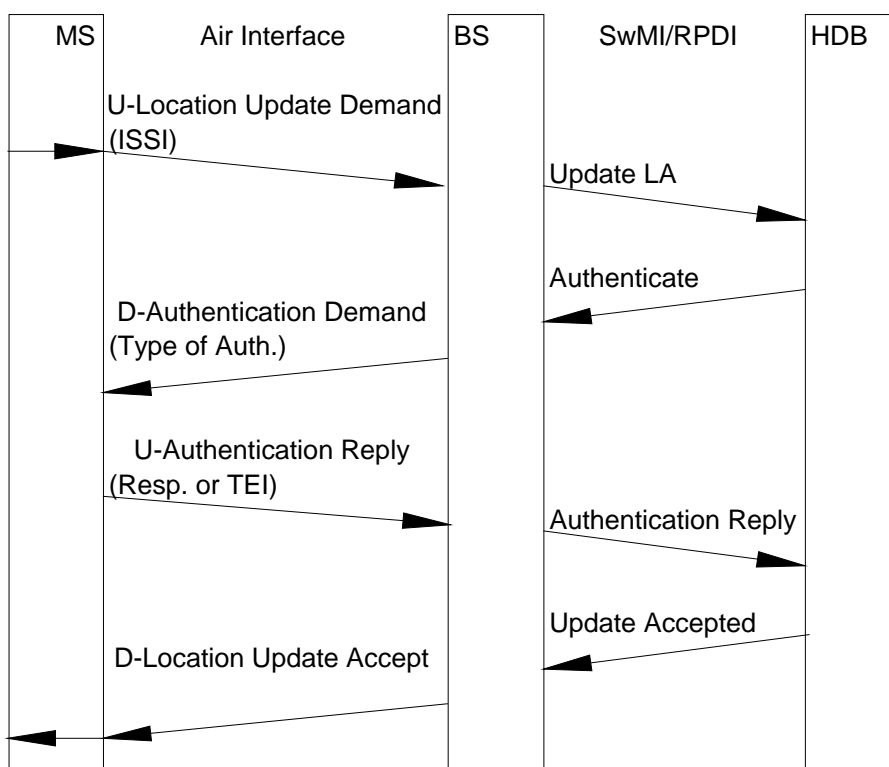 MS Air Interface BS SwMI/RPDI HDB
U-Location Update Demand
(ISSI)
Update LA
Authenticate
D-Authentication Demand
(Type of Auth.)
U-Authentication Reply
(Resp. or TEI)
Authentication Reply
Update Accepted
D-Location Update Accept